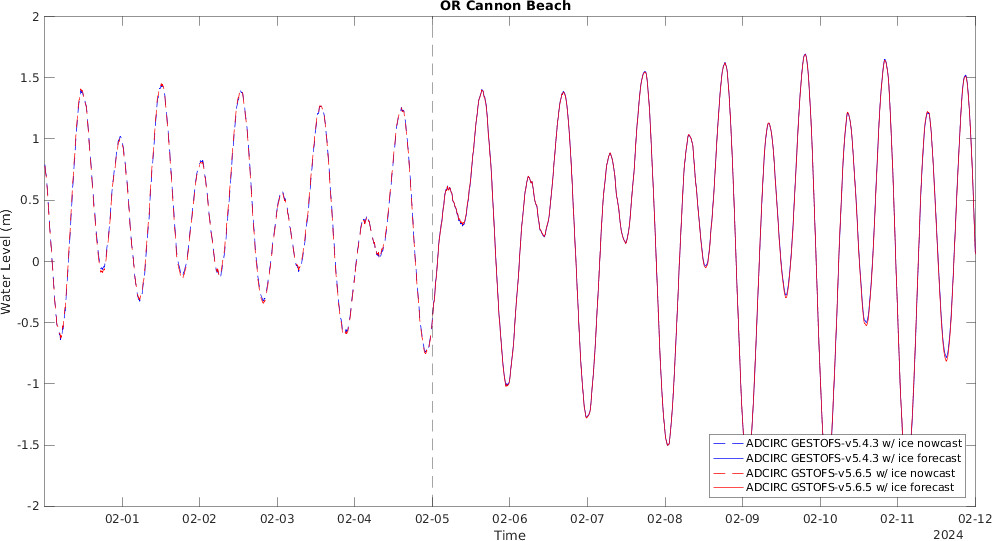 OR Cannon Beach
2
1.5
1
0.5
0
-0.5
-1
-1.5
-2
Water Level (m)
ADCIRC GESTOFS-v5.4.3 w/ ice nowcast
ADCIRC GESTOFS-v5.4.3 w/ ice forecast
ADCIRC GSTOFS-v5.6.5 w/ ice nowcast
ADCIRC GSTOFS-v5.6.5 w/ ice forecast
02-01 02-02 02-03 02-04 02-05 02-06 02-07 02-08 02-09 02-10 02-11 02-12
Time
2024